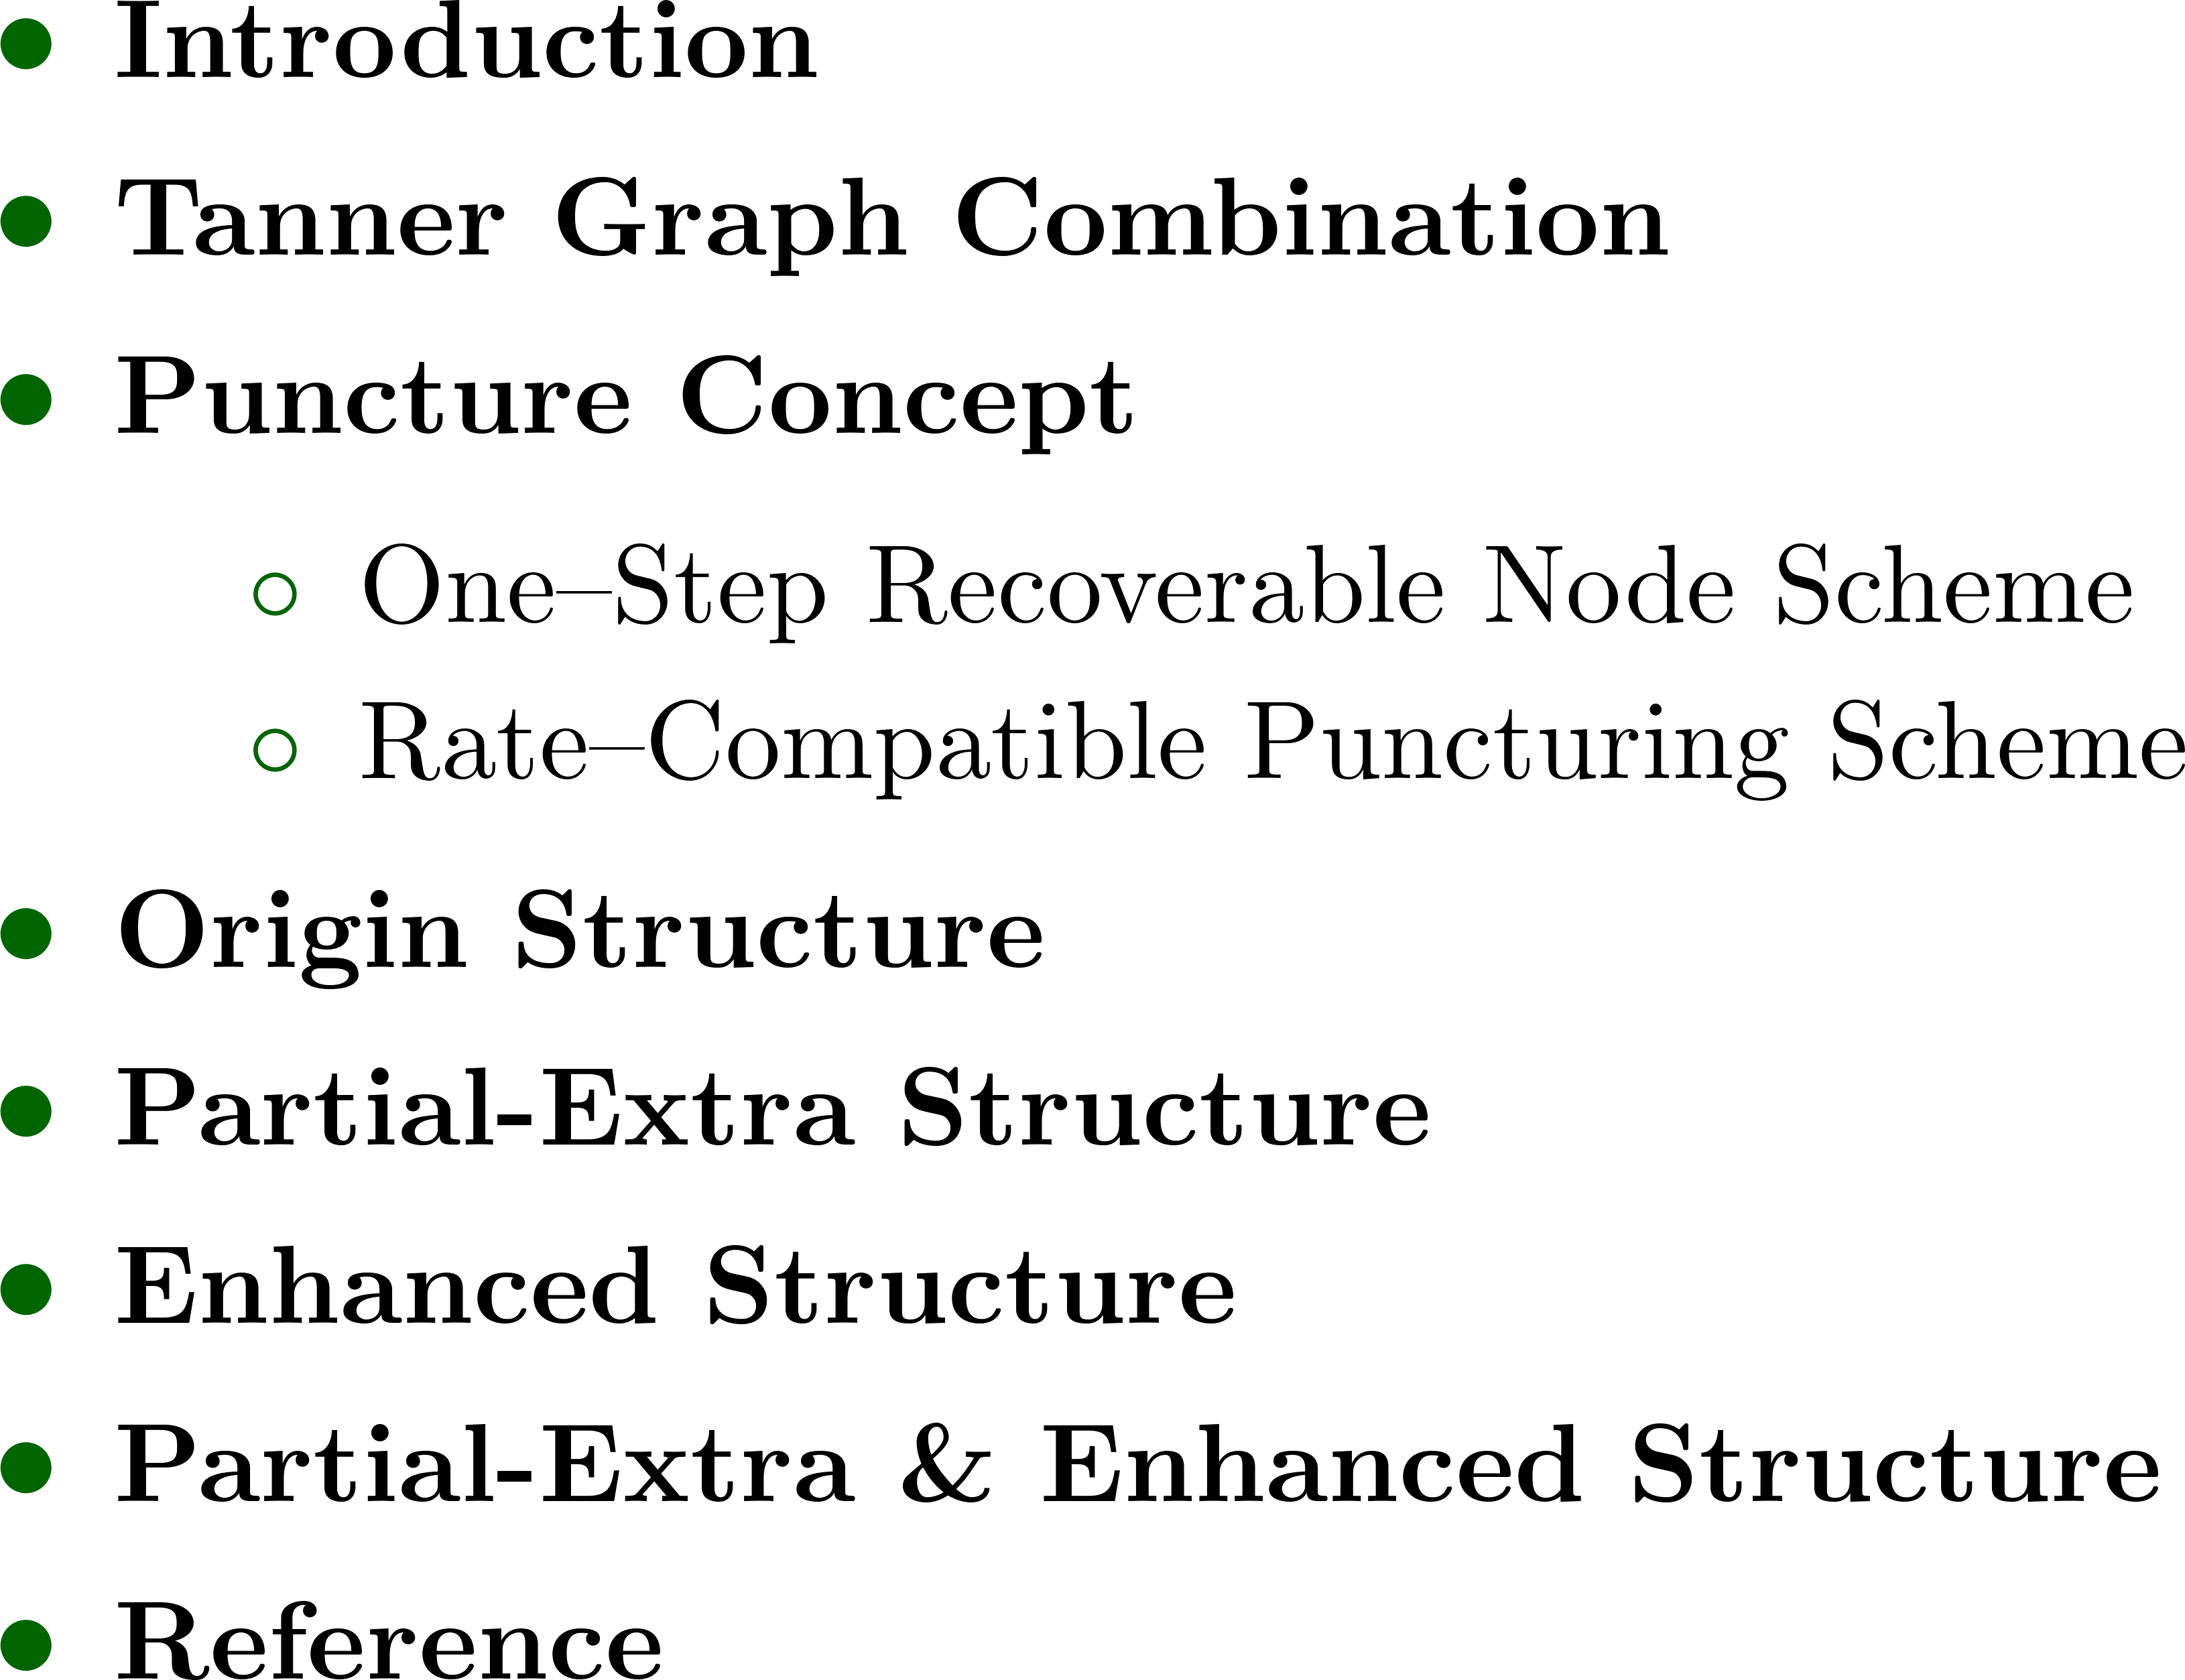 Introduction
Tanner Graph Combination
Puncture Concept
One–Step Recoverable Node Scheme
Rate–Compatible Puncturing Scheme
Origin Structure
Partial-Extra Structure
Enhanced Structure
Partial-Extra & Enhanced Structure
Reference